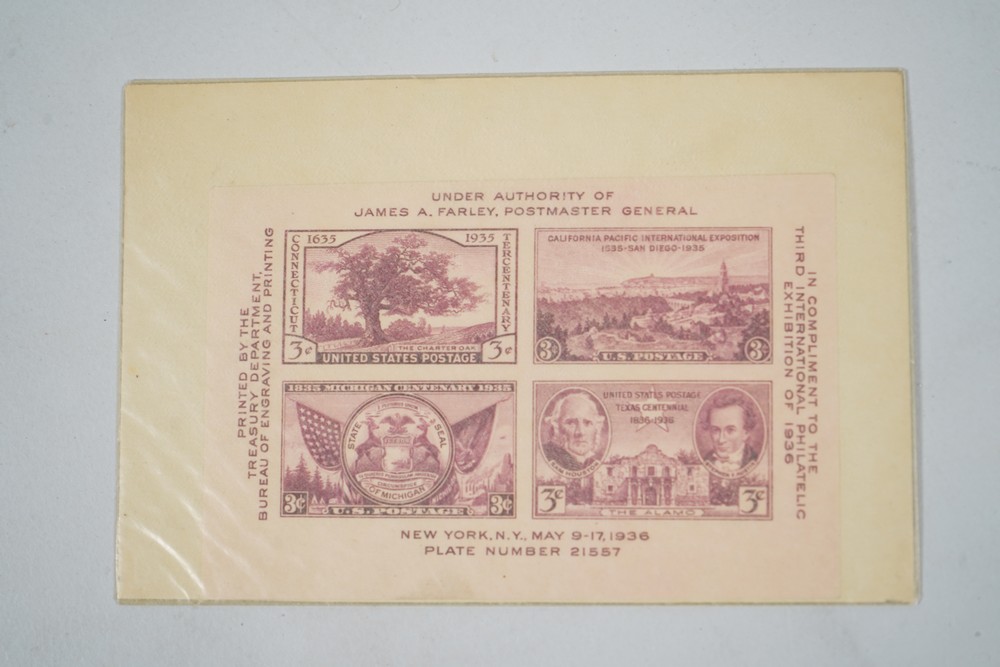 UNDER AUTHORITY OF
JAMES A. FARLEY, POSTMASTER GENERAL
PRINTED BY THE
TREASURY DEPARTMENT,
BUREAU OF ENGRAVING AND PRINTING
CONNECTICUT
1635 1935
TERCENTENARY
THE CHARTER OAK
3¢ UNITED STATES POSTAGE 3¢
CALIFORNIA PACIFIC INTERNATIONAL EXPOSITION
1535-SAN DIEGO-1935
3¢ U.S. POSTAGE 3¢
1835 MICHIGAN CENTENARY 1935
STATE SEAL
OF MICHIGAN
3¢ U.S. POSTAGE 3¢
UNITED STATES POSTAGE
TEXAS CENTENNIAL
1836-1936
SAM HOUSTON
3¢ 3¢
THE ALAMO
IN COMPLIMENT TO THE
THIRD INTERNATIONAL PHILATELIC
EXHIBITION OF 1936
NEW YORK, N.Y., MAY 9-17, 1936
PLATE NUMBER 21557